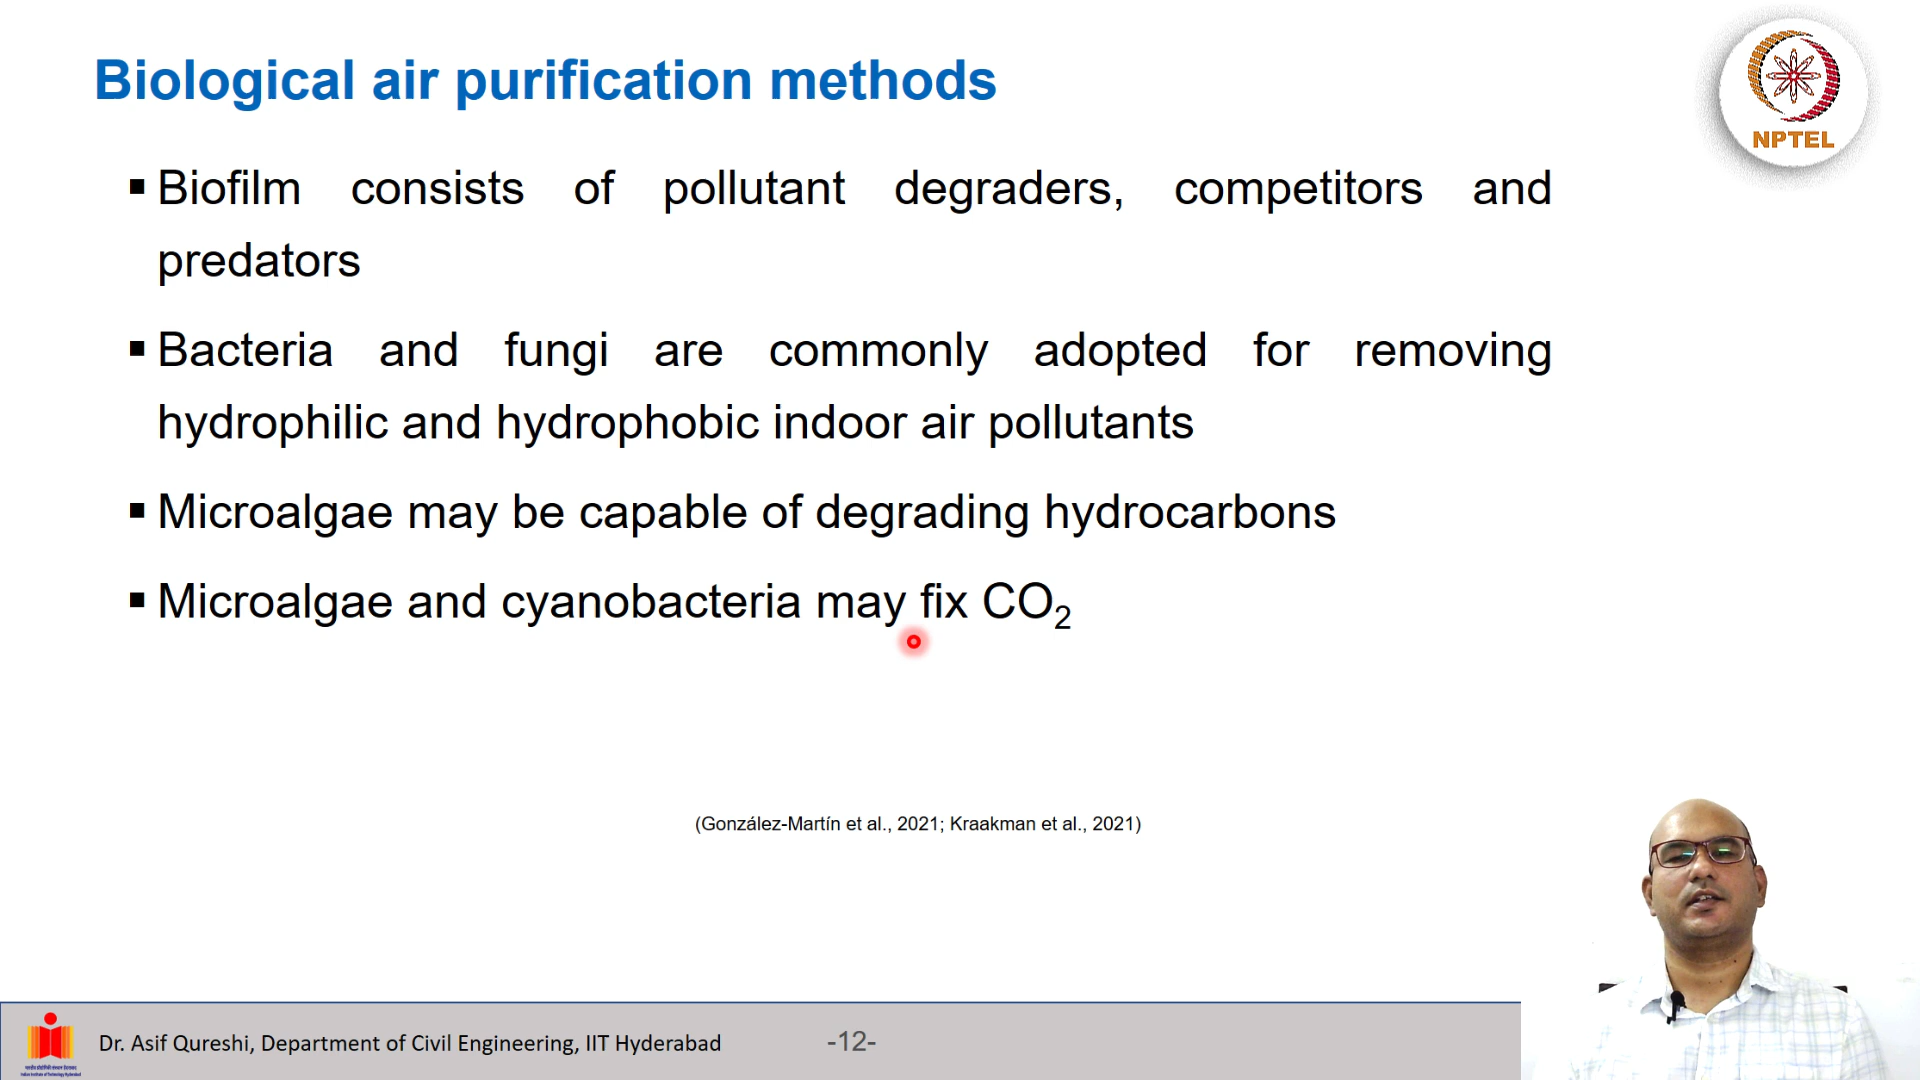 Biological air purification methods
NPTEL
▪ Biofilm consists of pollutant degraders, competitors and
predators
▪ Bacteria and fungi are commonly adopted for removing
hydrophilic and hydrophobic indoor air pollutants
▪ Microalgae may be capable of degrading hydrocarbons
▪ Microalgae and cyanobacteria may fix CO₂
(González-Martín et al., 2021; Kraakman et al., 2021)
Dr. Asif Qureshi, Department of Civil Engineering, IIT Hyderabad
-12-